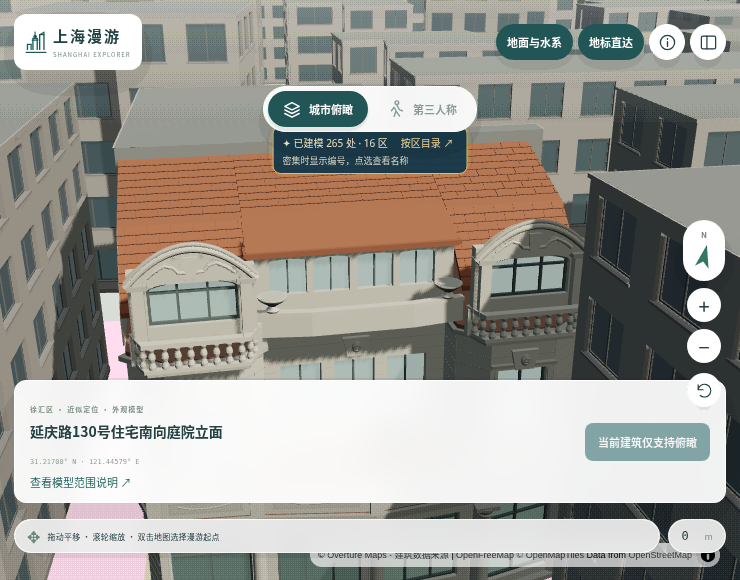 上海漫游
SHANGHAI EXPLORER
地面与水系
地标直达
城市俯瞰
第三人称
✦ 已建模 265 处 · 16 区 按区目录 ↗
密集时显示编号，点选查看名称
N
+
−
徐汇区 · 近似定位 · 外观模型
延庆路130号住宅南向庭院立面
31.21700° N · 121.44579° E
查看模型范围说明 ↗
当前建筑仅支持俯瞰
拖动平移 · 滚轮缩放 · 双击地图选择漫游起点
0 m
© Overture Maps · 建筑数据来源 | OpenFreeMap © OpenMapTiles Data from OpenStreetMap